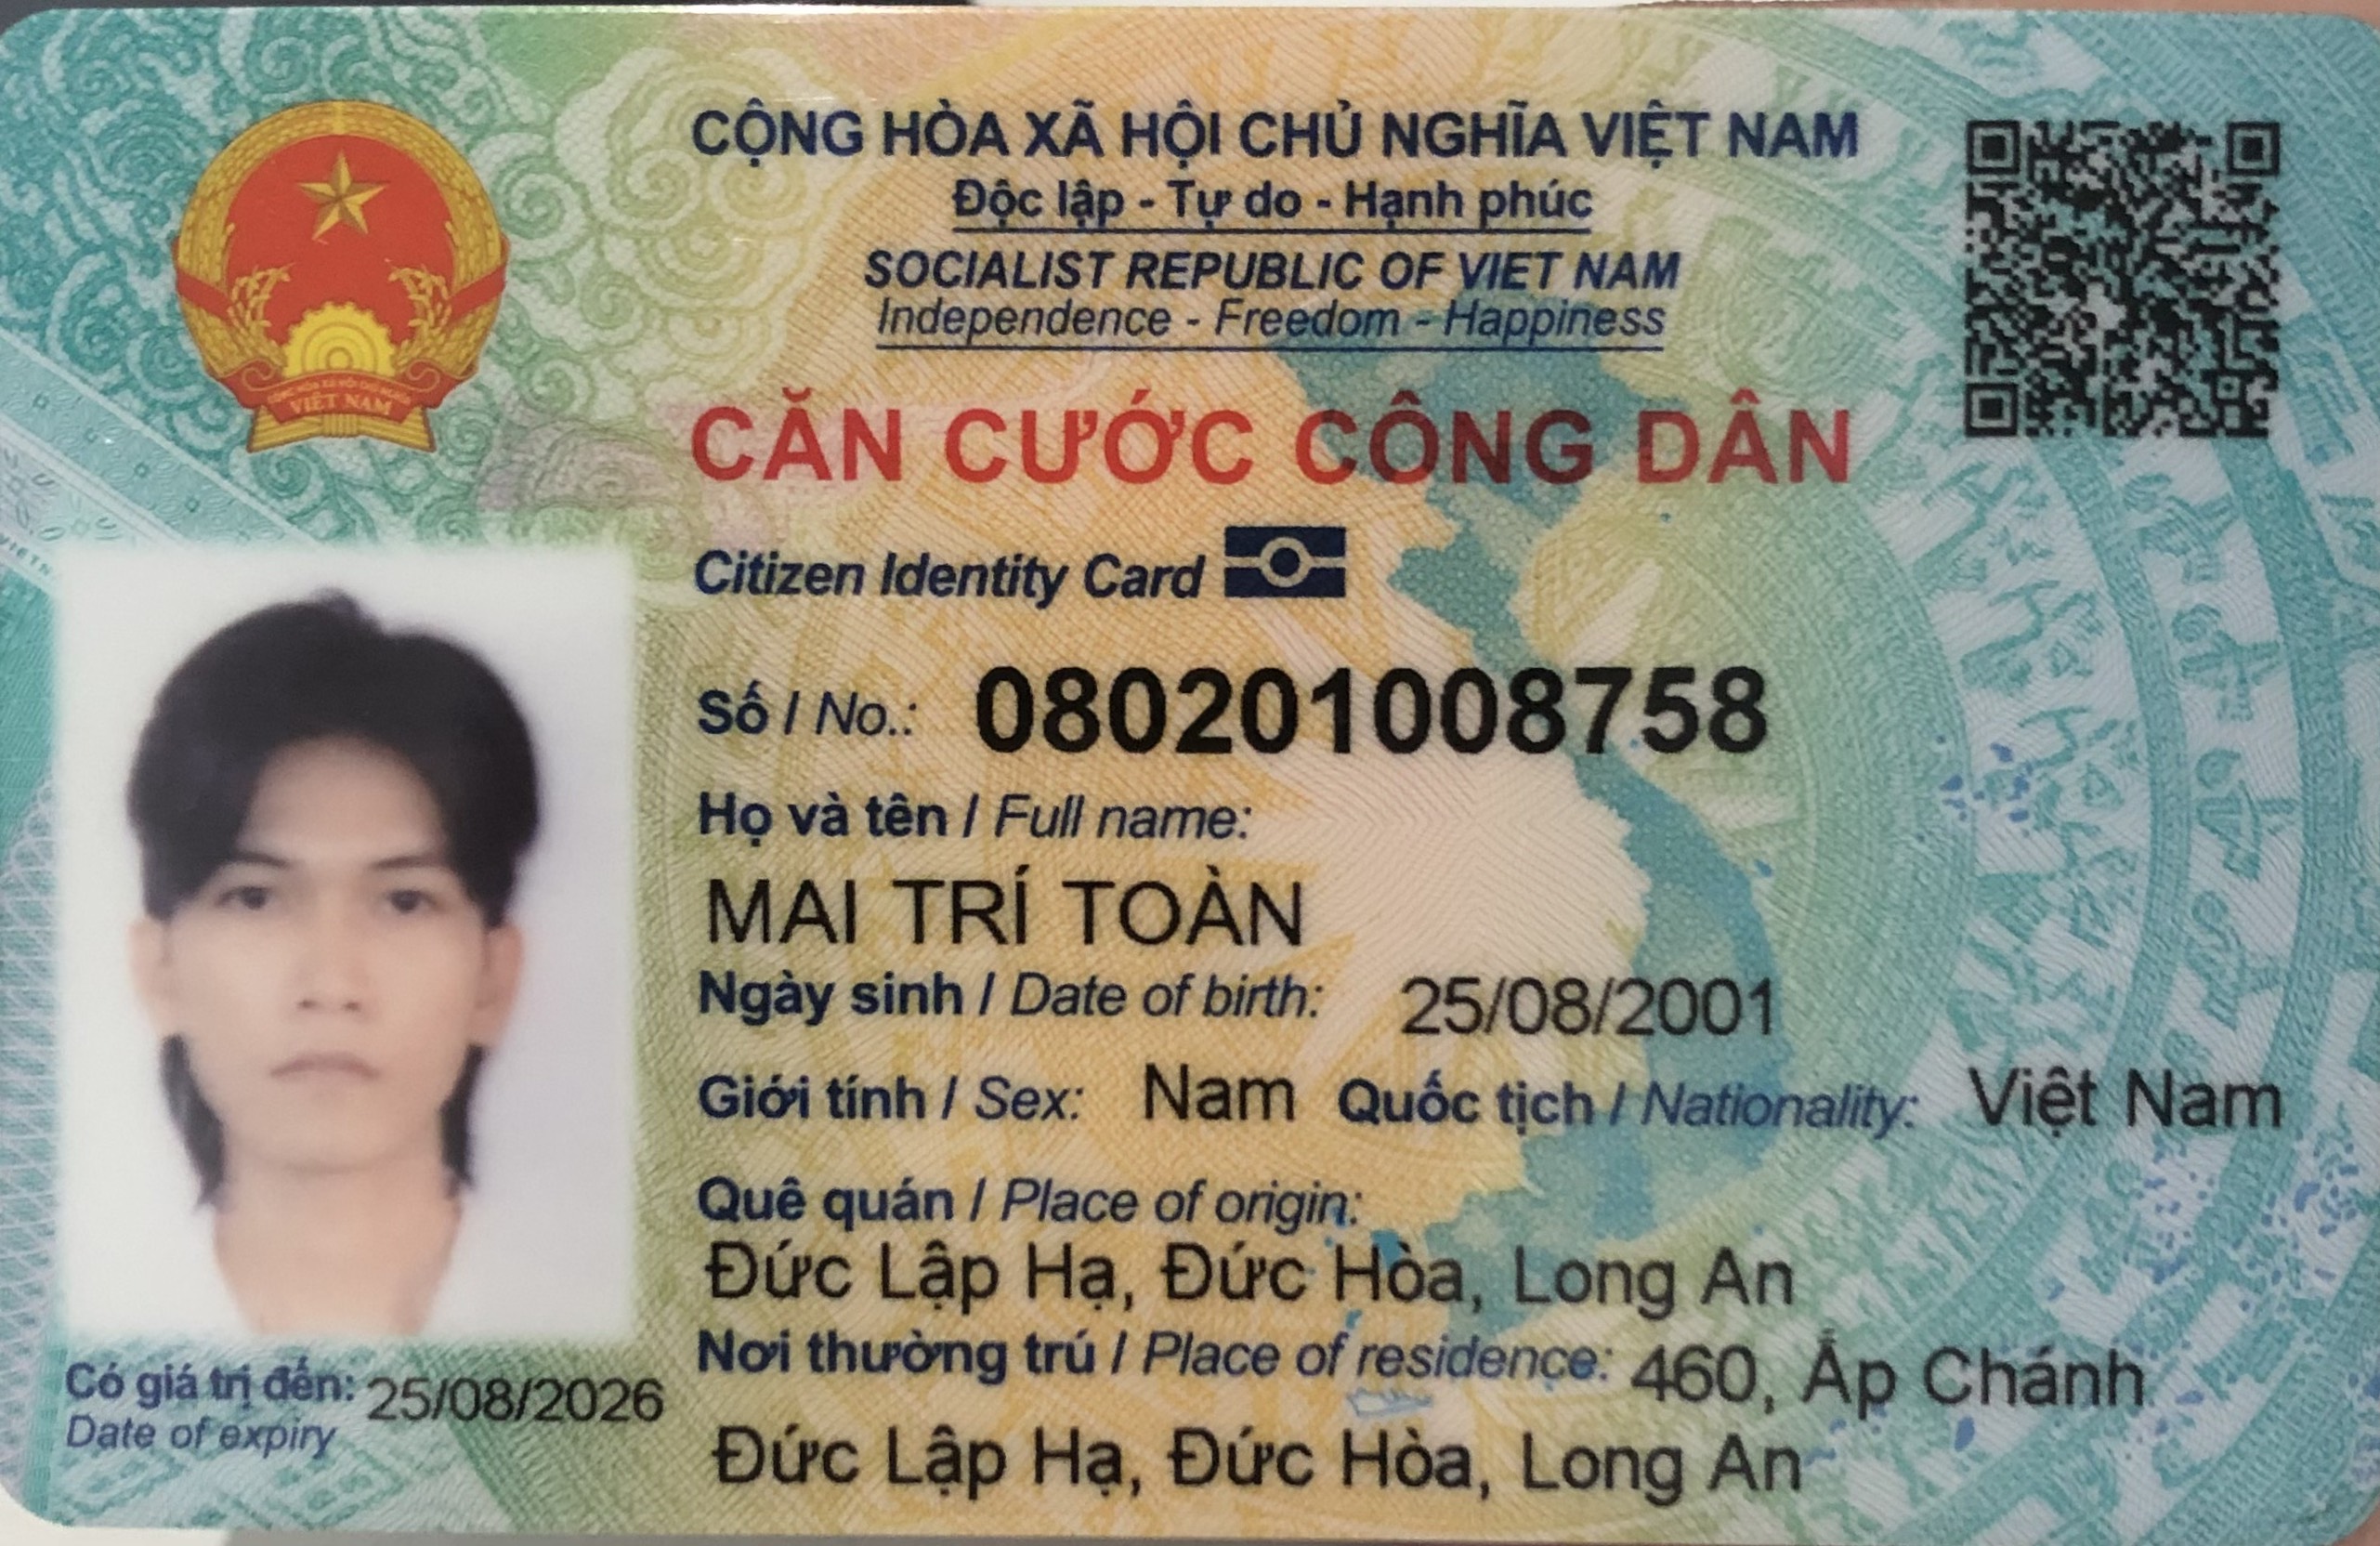 CỘNG HÒA XÃ HỘI CHỦ NGHĨA VIỆT NAM
Độc lập - Tự do - Hạnh phúc
SOCIALIST REPUBLIC OF VIET NAM
Independence - Freedom - Happiness
CỘNG HÒA XÃ HỘI CHỦ NGHĨA
VIỆT NAM
CĂN CƯỚC CÔNG DÂN
Citizen Identity Card
Số / No.: 080201008758
Họ và tên / Full name:
MAI TRÍ TOÀN
Ngày sinh / Date of birth: 25/08/2001
Giới tính / Sex: Nam Quốc tịch / Nationality: Việt Nam
Quê quán / Place of origin:
Đức Lập Hạ, Đức Hòa, Long An
Nơi thường trú / Place of residence: 460, Ấp Chánh
Đức Lập Hạ, Đức Hòa, Long An
Có giá trị đến: 25/08/2026
Date of expiry